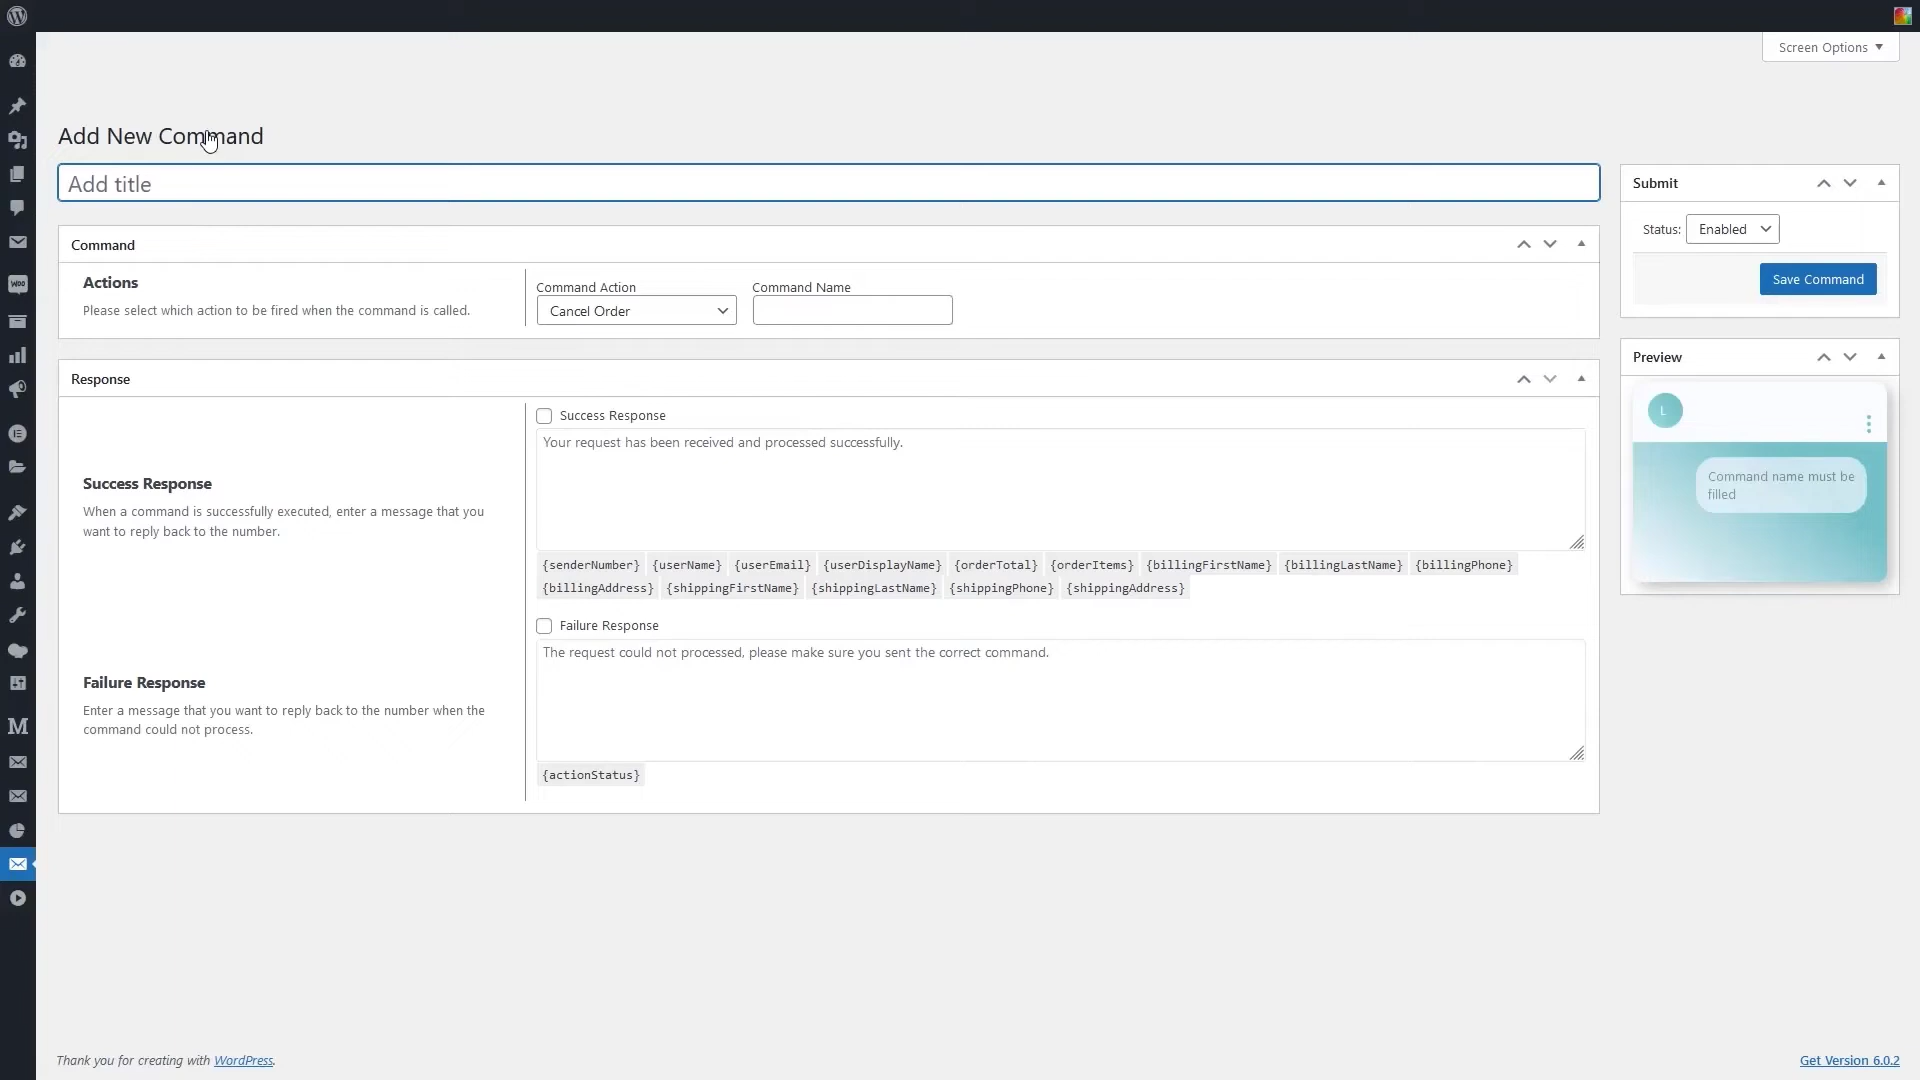 Screen Options
Add New Command
Add title
Submit
Status: Enabled
Save Command
Command
Actions
Please select which action to be fired when the command is called.
Command Action
Command Name
Cancel Order
Preview
L
Command name must be
filled
Response
Success Response
Your request has been received and processed successfully.
Success Response
When a command is successfully executed, enter a message that you
want to reply back to the number.
{senderNumber} {userName} {userEmail} {userDisplayName} {orderTotal} {orderItems} {billingFirstName} {billingLastName} {billingPhone}
{billingAddress} {shippingFirstName} {shippingLastName} {shippingPhone} {shippingAddress}
Failure Response
The request could not processed, please make sure you sent the correct command.
Failure Response
Enter a message that you want to reply back to the number when the
command could not process.
{actionStatus}
WOO
M
Thank you for creating with WordPress.
Get Version 6.0.2